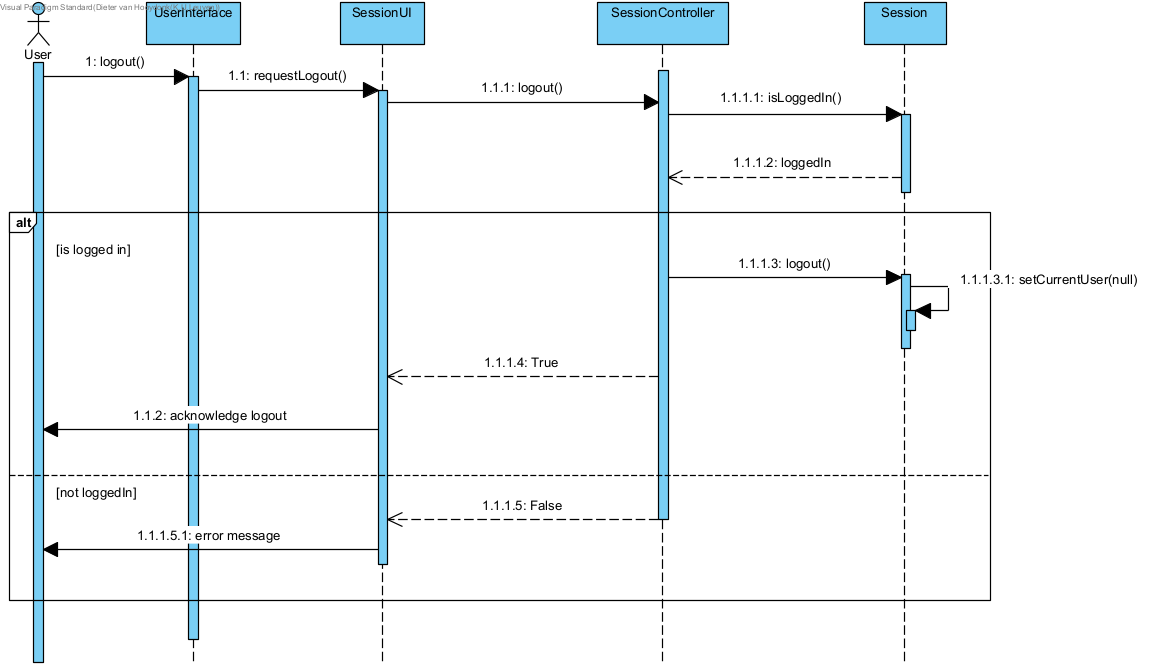 Visual Paradigm Standard(Dieter van
UserInterface
SessionUI
SessionController
Session
User
1: logout()
1.1: requestLogout()
1.1.1: logout()
1.1.1.1: isLoggedIn()
1.1.1.2: loggedIn
alt
[is logged in]
1.1.1.3: logout()
1.1.1.3.1: setCurrentUser(null)
1.1.1.4: True
1.1.2: acknowledge logout
[not loggedIn]
1.1.1.5: False
1.1.1.5.1: error message